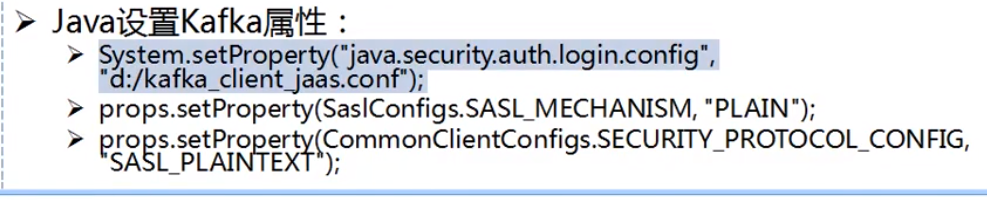 ➢ Java设置Kafka属性：
➢ System.setProperty("java.security.auth.login.config",
"d:/kafka_client_jaas.conf");
➢ props.setProperty(SaslConfigs.SASL_MECHANISM, "PLAIN");
➢ props.setProperty(CommonClientConfigs.SECURITY_PROTOCOL_CONFIG,
"SASL_PLAINTEXT");